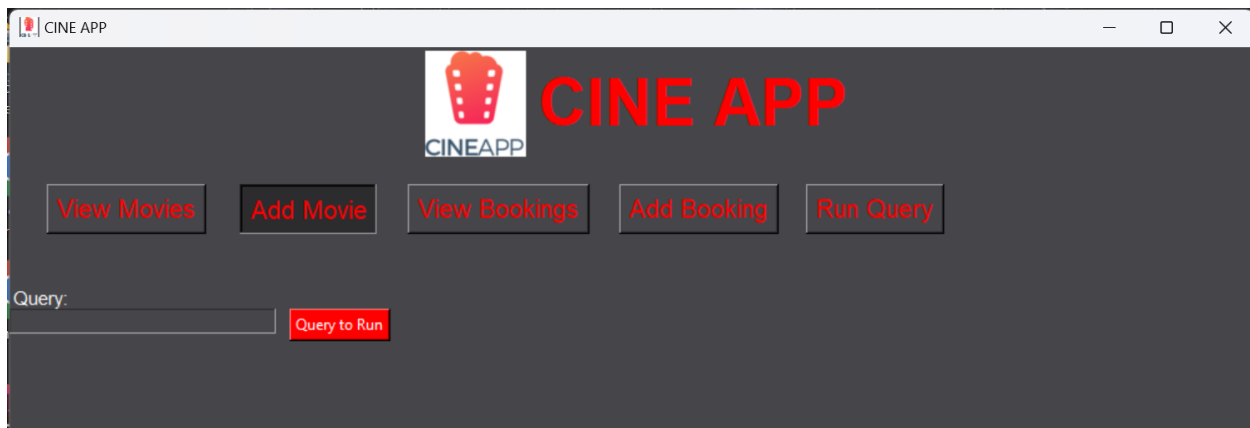 CINE APP
CINE APP
CINEAPP
View Movies Add Movie View Bookings Add Booking Run Query
Query:
Query to Run